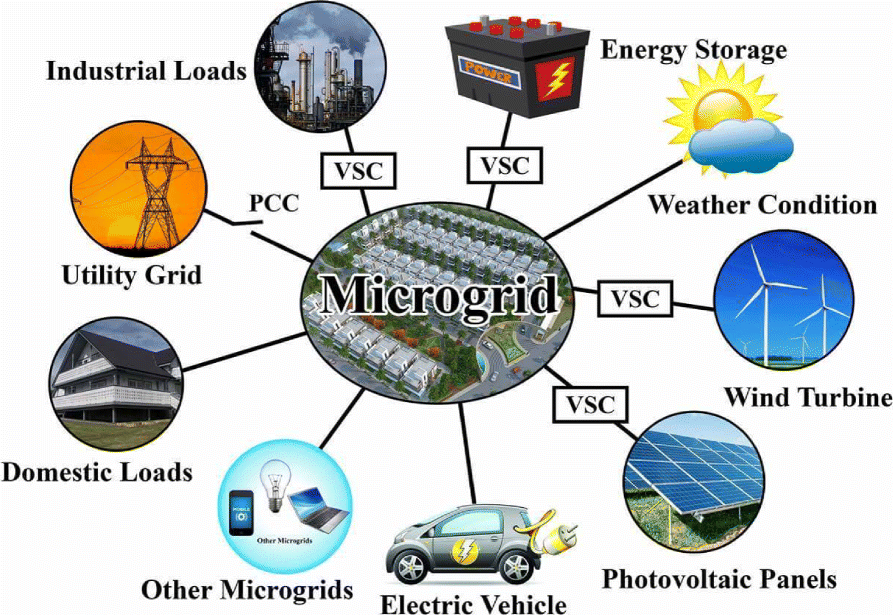 Industrial Loads
Energy Storage
POWER
VSC
VSC
Weather Condition
PCC
Utility Grid
Microgrid
VSC
Wind Turbine
VSC
Domestic Loads
Other Microgrids
Other Microgrids
Electric Vehicle
Photovoltaic Panels